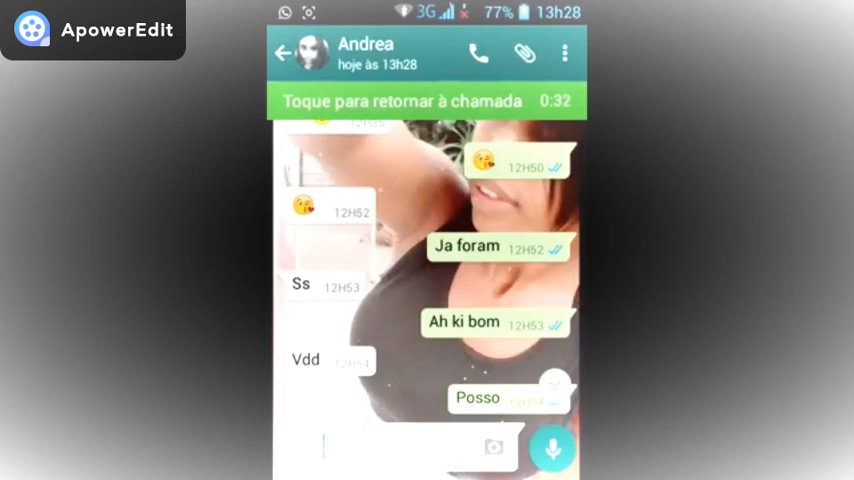 ApowerEdit
3G 77% 13h28
Andrea
hoje às 13h28
Toque para retornar à chamada 0:32
12H50
12H52
Ja foram 12H52
Ss 12H53
Ah ki bom 12H53
Vdd 12H54
Posso 12H54